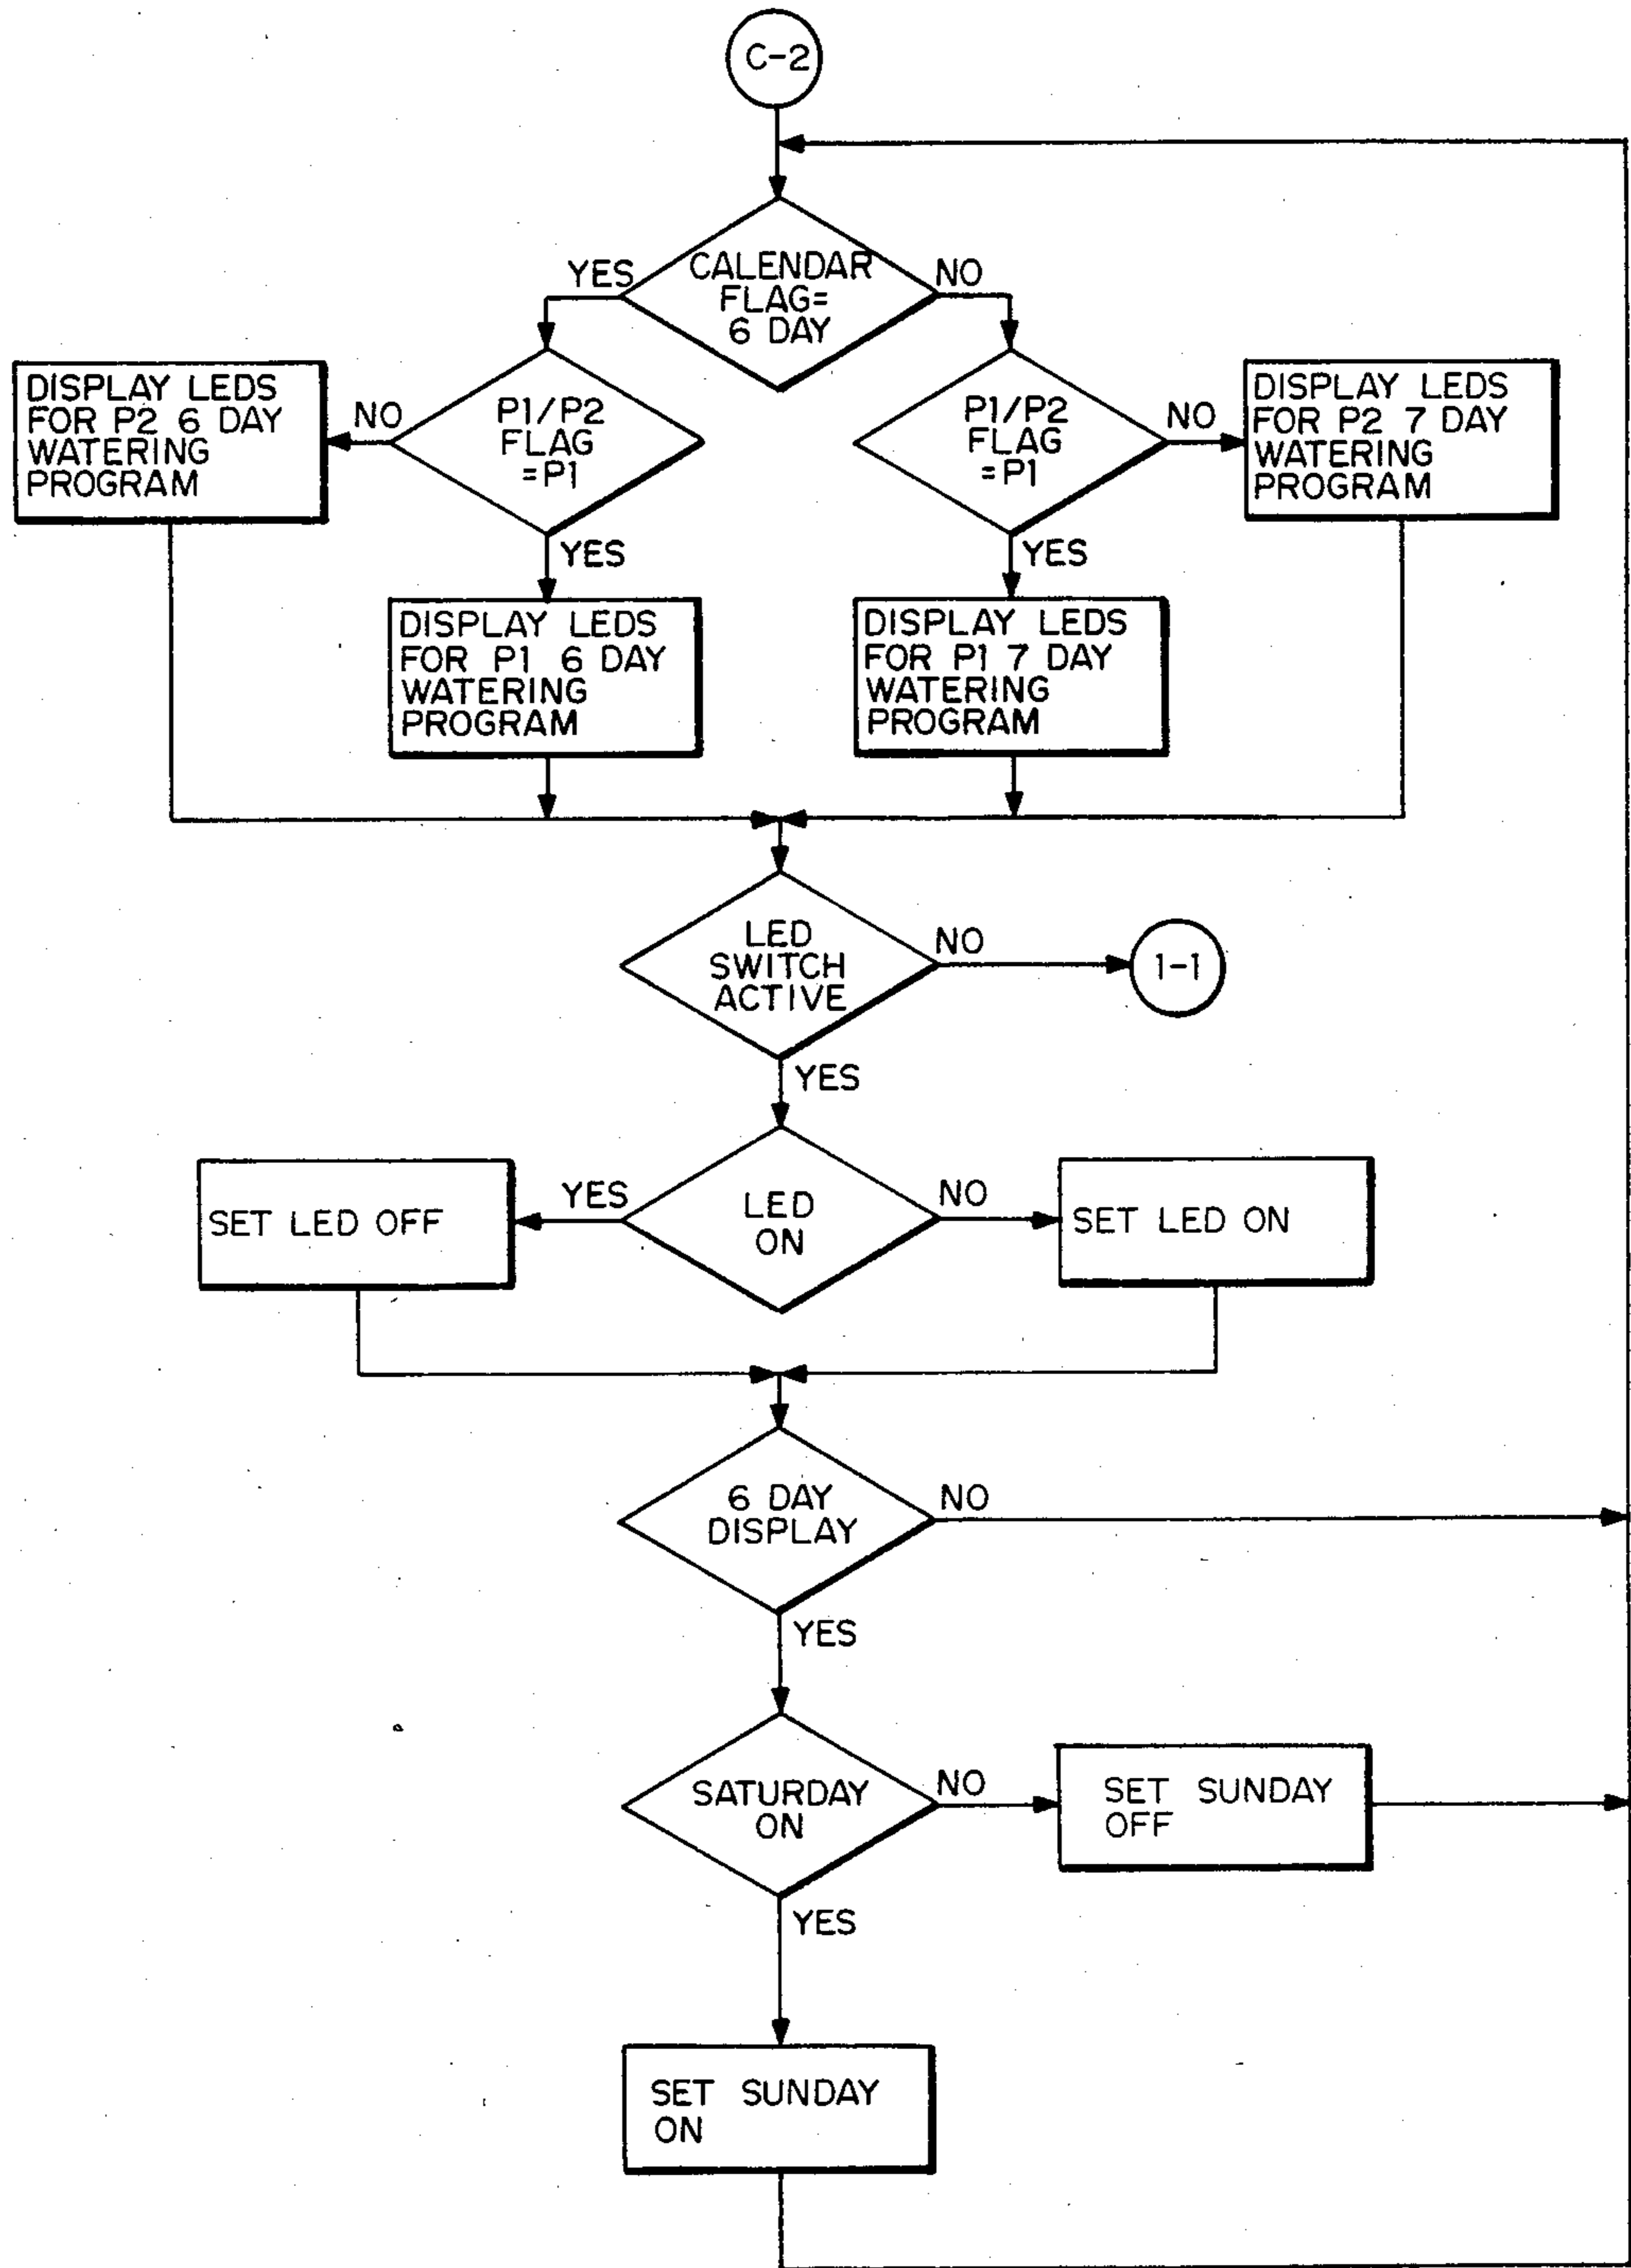 C-2
YES
CALENDAR
FLAG=
6 DAY
NO
DISPLAY LEDS
FOR P2 6 DAY
WATERING
PROGRAM
NO
P1/P2
FLAG
=P1
P1/P2
FLAG
=P1
NO
DISPLAY LEDS
FOR P2 7 DAY
WATERING
PROGRAM
YES
YES
DISPLAY LEDS
FOR P1 6 DAY
WATERING
PROGRAM
DISPLAY LEDS
FOR P1 7 DAY
WATERING
PROGRAM
LED
SWITCH
ACTIVE
NO
1-1
YES
SET LED OFF
YES
LED
ON
NO
SET LED ON
6 DAY
DISPLAY
NO
YES
SATURDAY
ON
NO
SET SUNDAY
OFF
YES
SET SUNDAY
ON